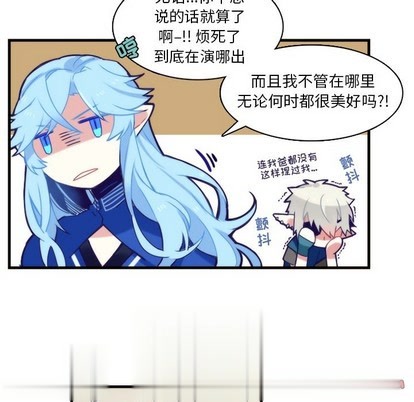 说的话就算了
啊-!! 烦死了
到底在演哪出
哼
而且我不管在哪里
无论何时都很美好吗?!
连我爸都没有
这样捏过我...
颤
抖
颤
抖